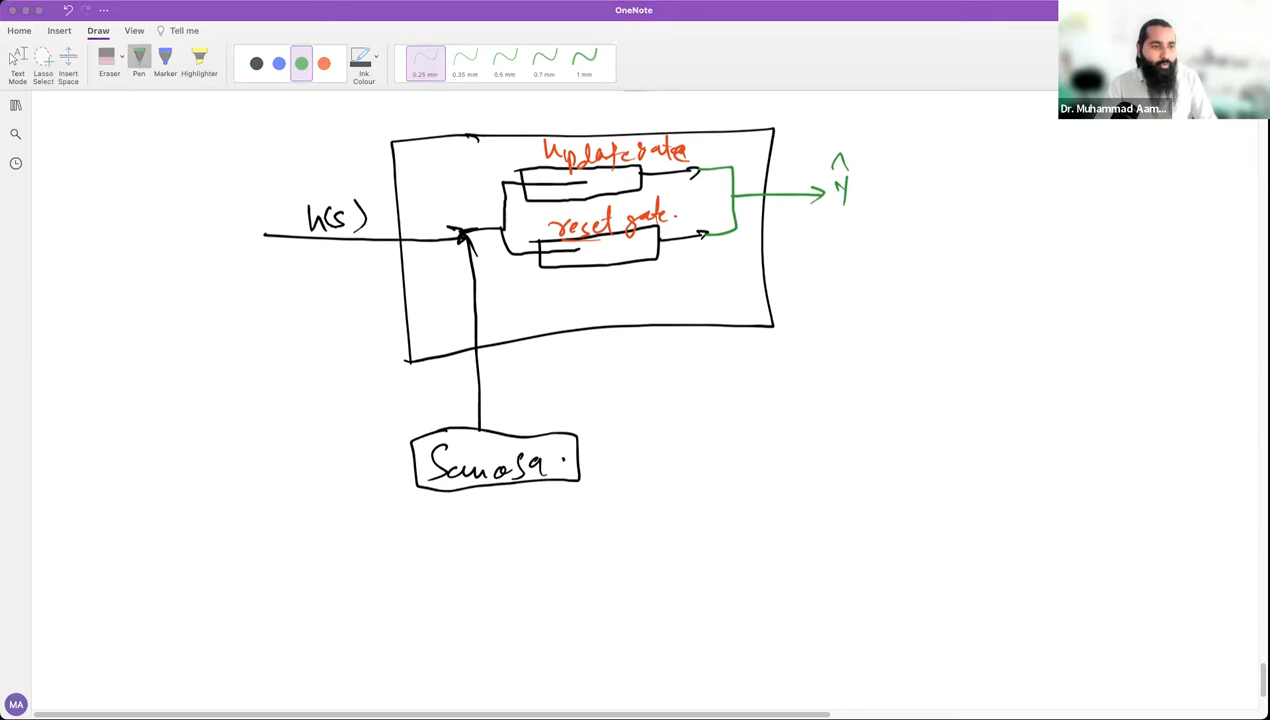 OneNote
Home Insert Draw View Tell me
Text Mode
Lasso Select
Insert Space
Eraser
Pen
Marker
Highlighter
Ink Colour
0.25 mm 0.35 mm 0.5 mm 0.7 mm 1 mm
Dr. Muhammad Aam...
Update gate
h(s)
reset gate.
ŷ
Samosa.
MA